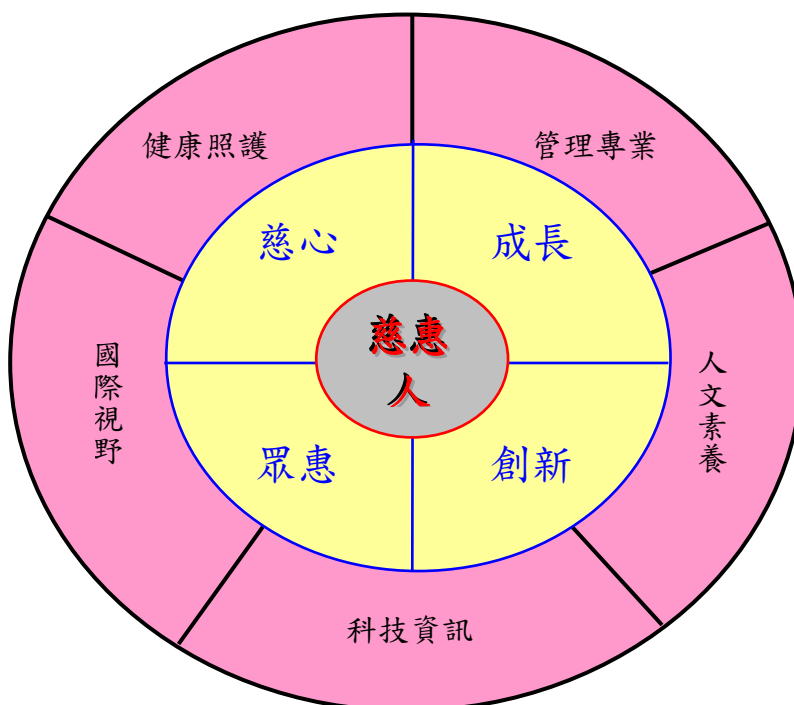 健康照護
管理專業
慈心
成長
慈惠
人
國際視野
人文素養
眾惠
創新
科技資訊